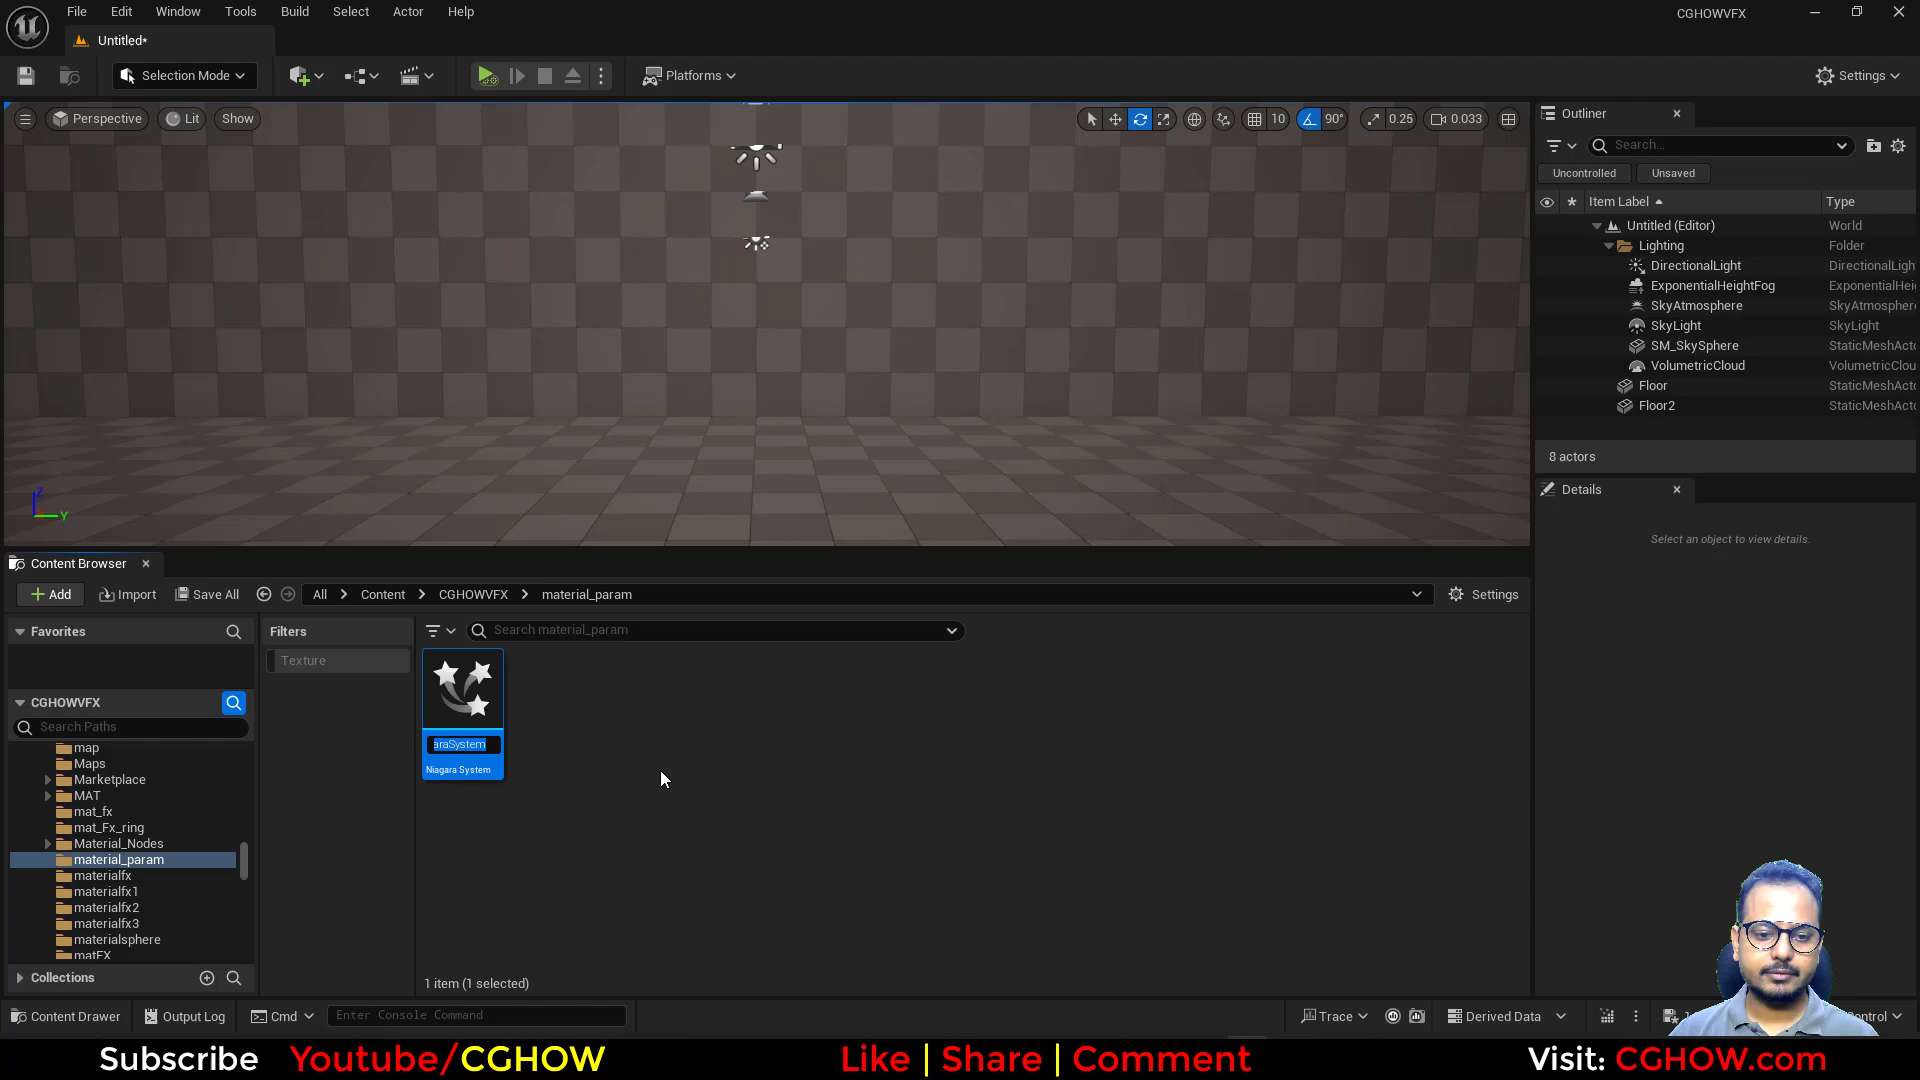 File Edit Window Tools Build Select Actor Help
CGHOWVFX
Untitled*
Selection Mode
Platforms
Settings
Perspective
Lit
Show
10
90°
0.25
0.033
Outliner
Search...
Uncontrolled
Unsaved
Item Label
Type
Untitled (Editor)
World
Lighting
Folder
DirectionalLight
DirectionalLigh
ExponentialHeightFog
ExponentialHei
SkyAtmosphere
SkyAtmosphere
SkyLight
SkyLight
SM_SkySphere
StaticMeshActo
VolumetricCloud
VolumetricClou
Floor
StaticMeshActo
Floor2
StaticMeshActo
8 actors
Details
Select an object to view details.
Z
Y
Content Browser
Add
Import
Save All
All
Content
CGHOWVFX
material_param
Settings
Favorites
Filters
Search material_param
Texture
CGHOWVFX
Search Paths
map
Maps
Marketplace
MAT
mat_fx
mat_Fx_ring
Material_Nodes
material_param
materialfx
materialfx1
materialfx2
materialfx3
materialsphere
matFX
araSystem
Niagara System
Collections
1 item (1 selected)
Content Drawer
Output Log
Cmd
Enter Console Command
Trace
Derived Data
ontrol
Subscribe Youtube/CGHOW
Like | Share | Comment
Visit: CGHOW.com